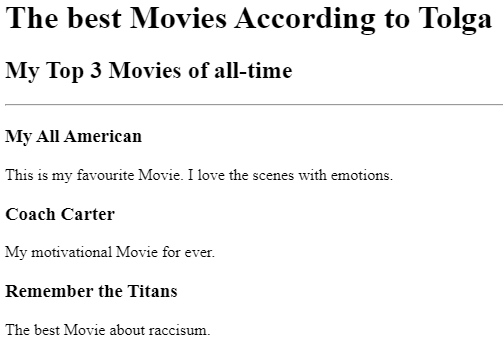 The best Movies According to Tolga
My Top 3 Movies of all-time
My All American
This is my favourite Movie. I love the scenes with emotions.
Coach Carter
My motivational Movie for ever.
Remember the Titans
The best Movie about raccisum.